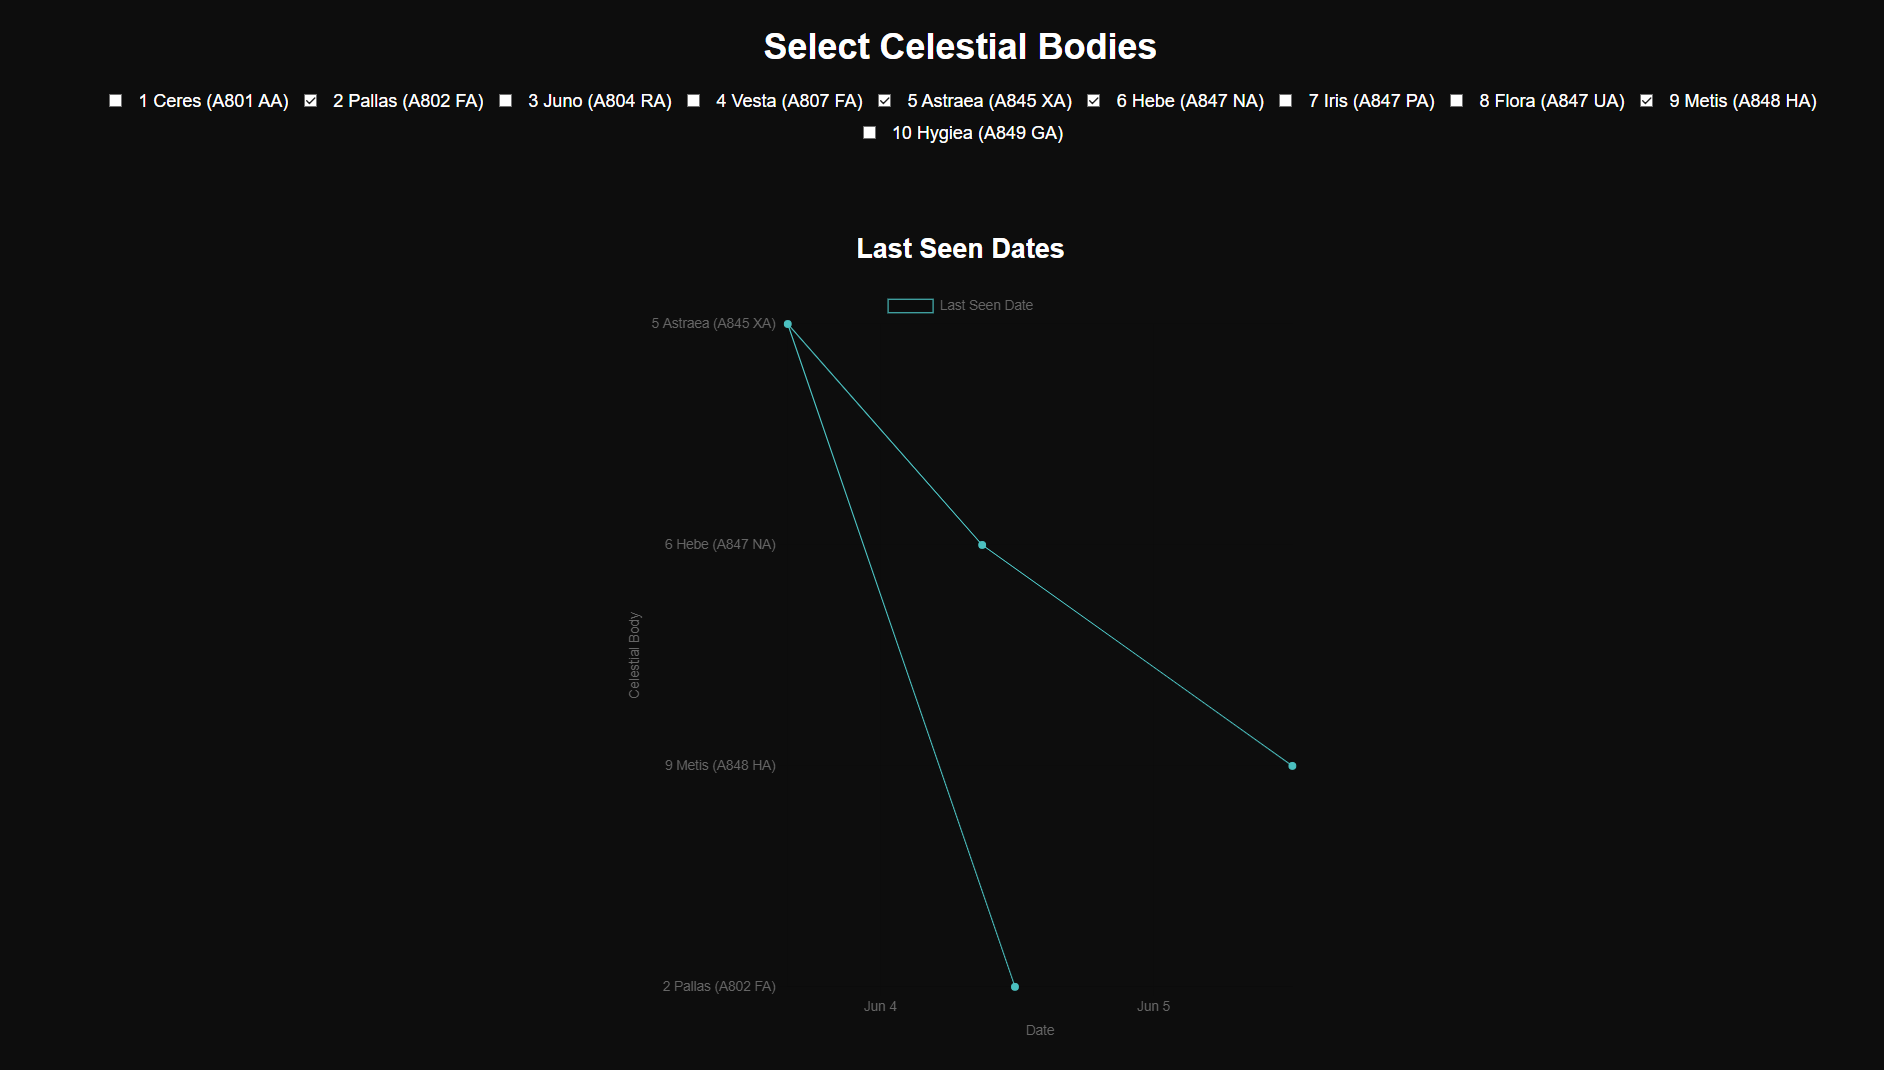 Select Celestial Bodies
1 Ceres (A801 AA) 2 Pallas (A802 FA) 3 Juno (A804 RA) 4 Vesta (A807 FA) 5 Astraea (A845 XA) 6 Hebe (A847 NA) 7 Iris (A847 PA) 8 Flora (A847 UA) 9 Metis (A848 HA)
10 Hygiea (A849 GA)
Last Seen Dates
Last Seen Date
5 Astraea (A845 XA)
6 Hebe (A847 NA)
Celestial Body
9 Metis (A848 HA)
2 Pallas (A802 FA)
Jun 4 Jun 5
Date